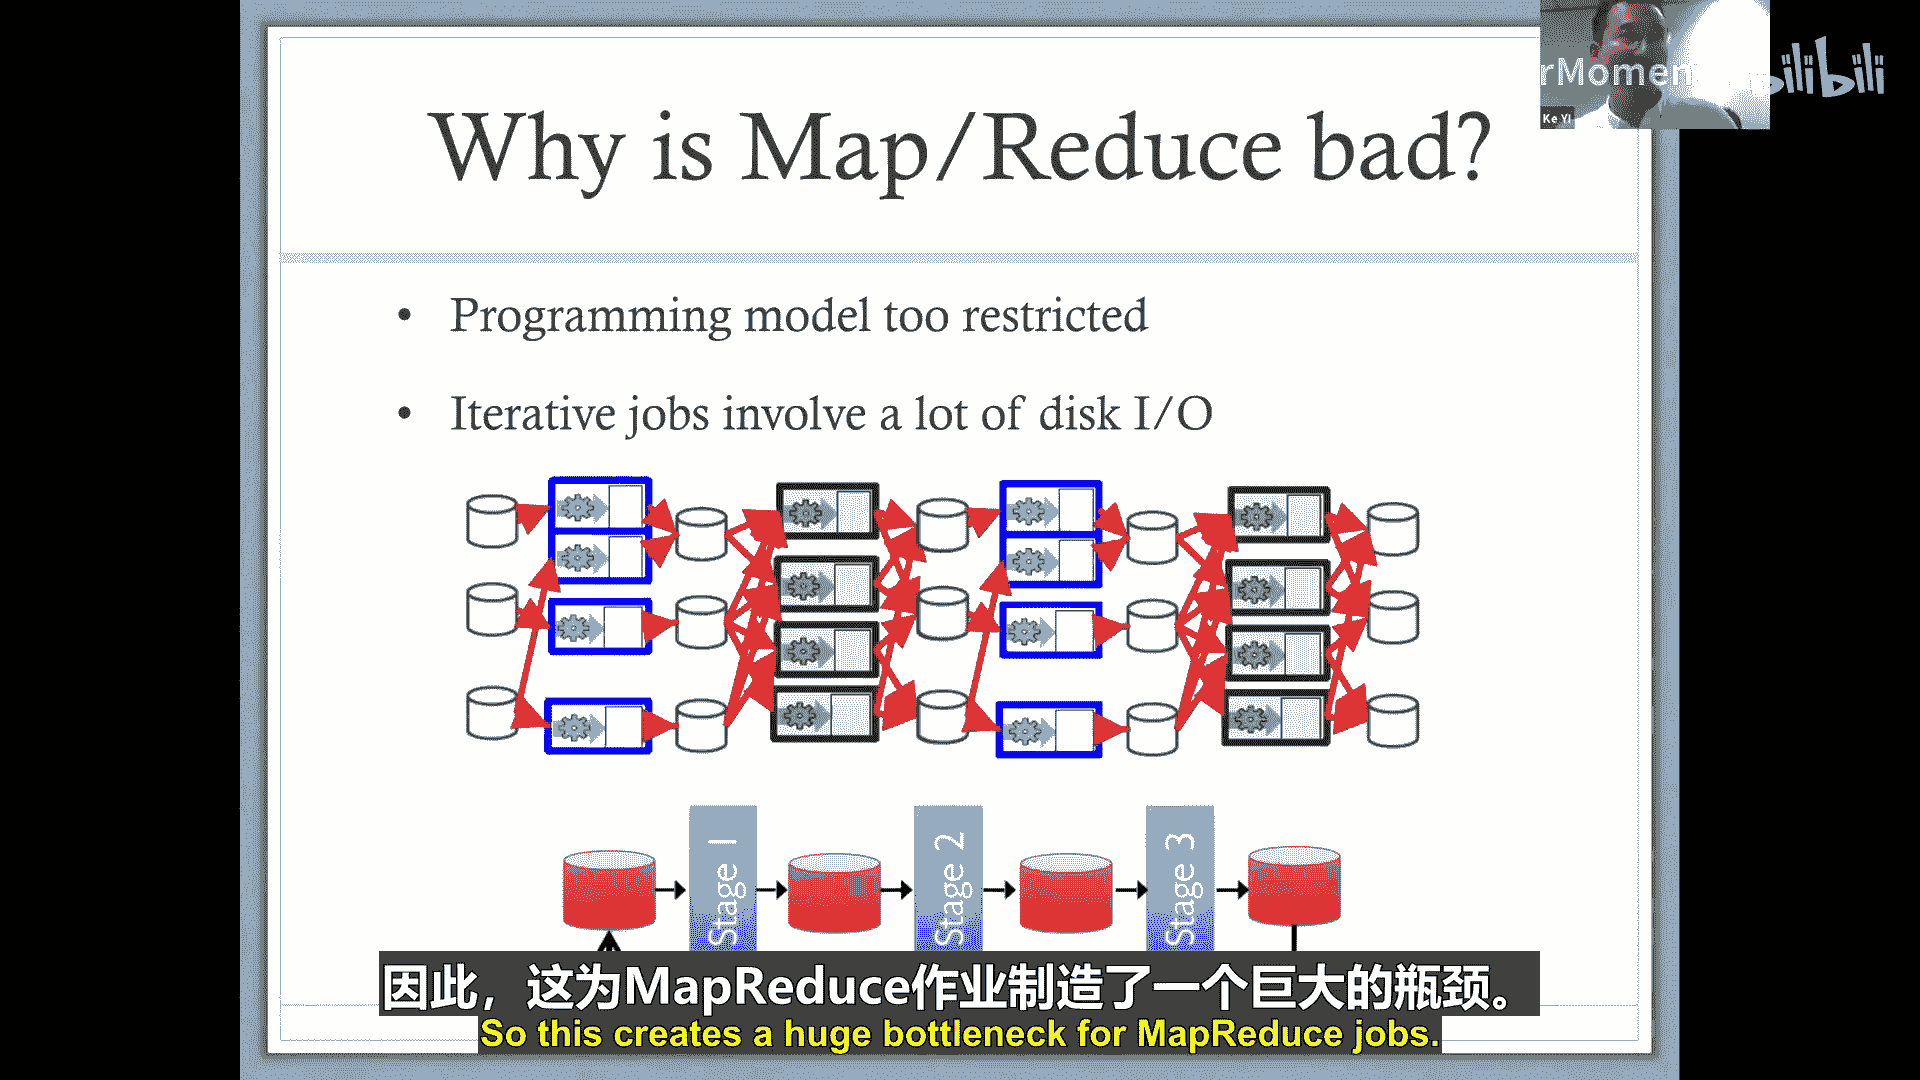 rMomen
bilibili
Ke YI
Why is Map/Reduce bad?
• Programming model too restricted
• Iterative jobs involve a lot of disk I/O
Stage 1
Stage 2
Stage 3
因此，这为MapReduce作业制造了一个巨大的瓶颈。
So this creates a huge bottleneck for MapReduce jobs.